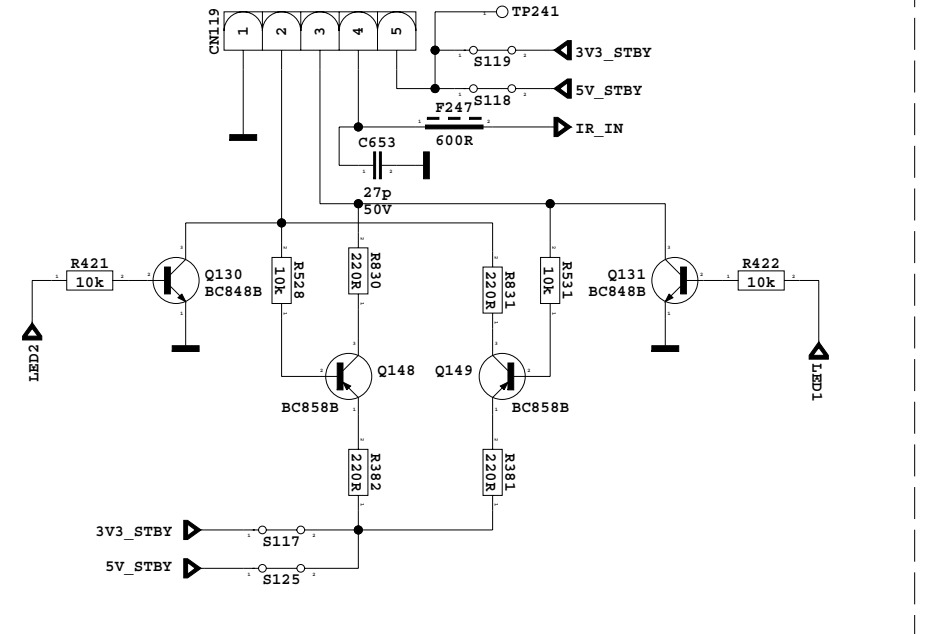 TP241
CN119
1 2 3 4 5
S119
3V3_STBY
S118
5V_STBY
F247
600R
IR_IN
C653
27p
50V
R421
10k
Q130
BC848B
R528
10k
R830
220R
R831
220R
R531
10k
Q131
BC848B
R422
10k
LED2
LED1
Q148
BC858B
Q149
BC858B
R382
220R
R381
220R
3V3_STBY
S117
5V_STBY
S125